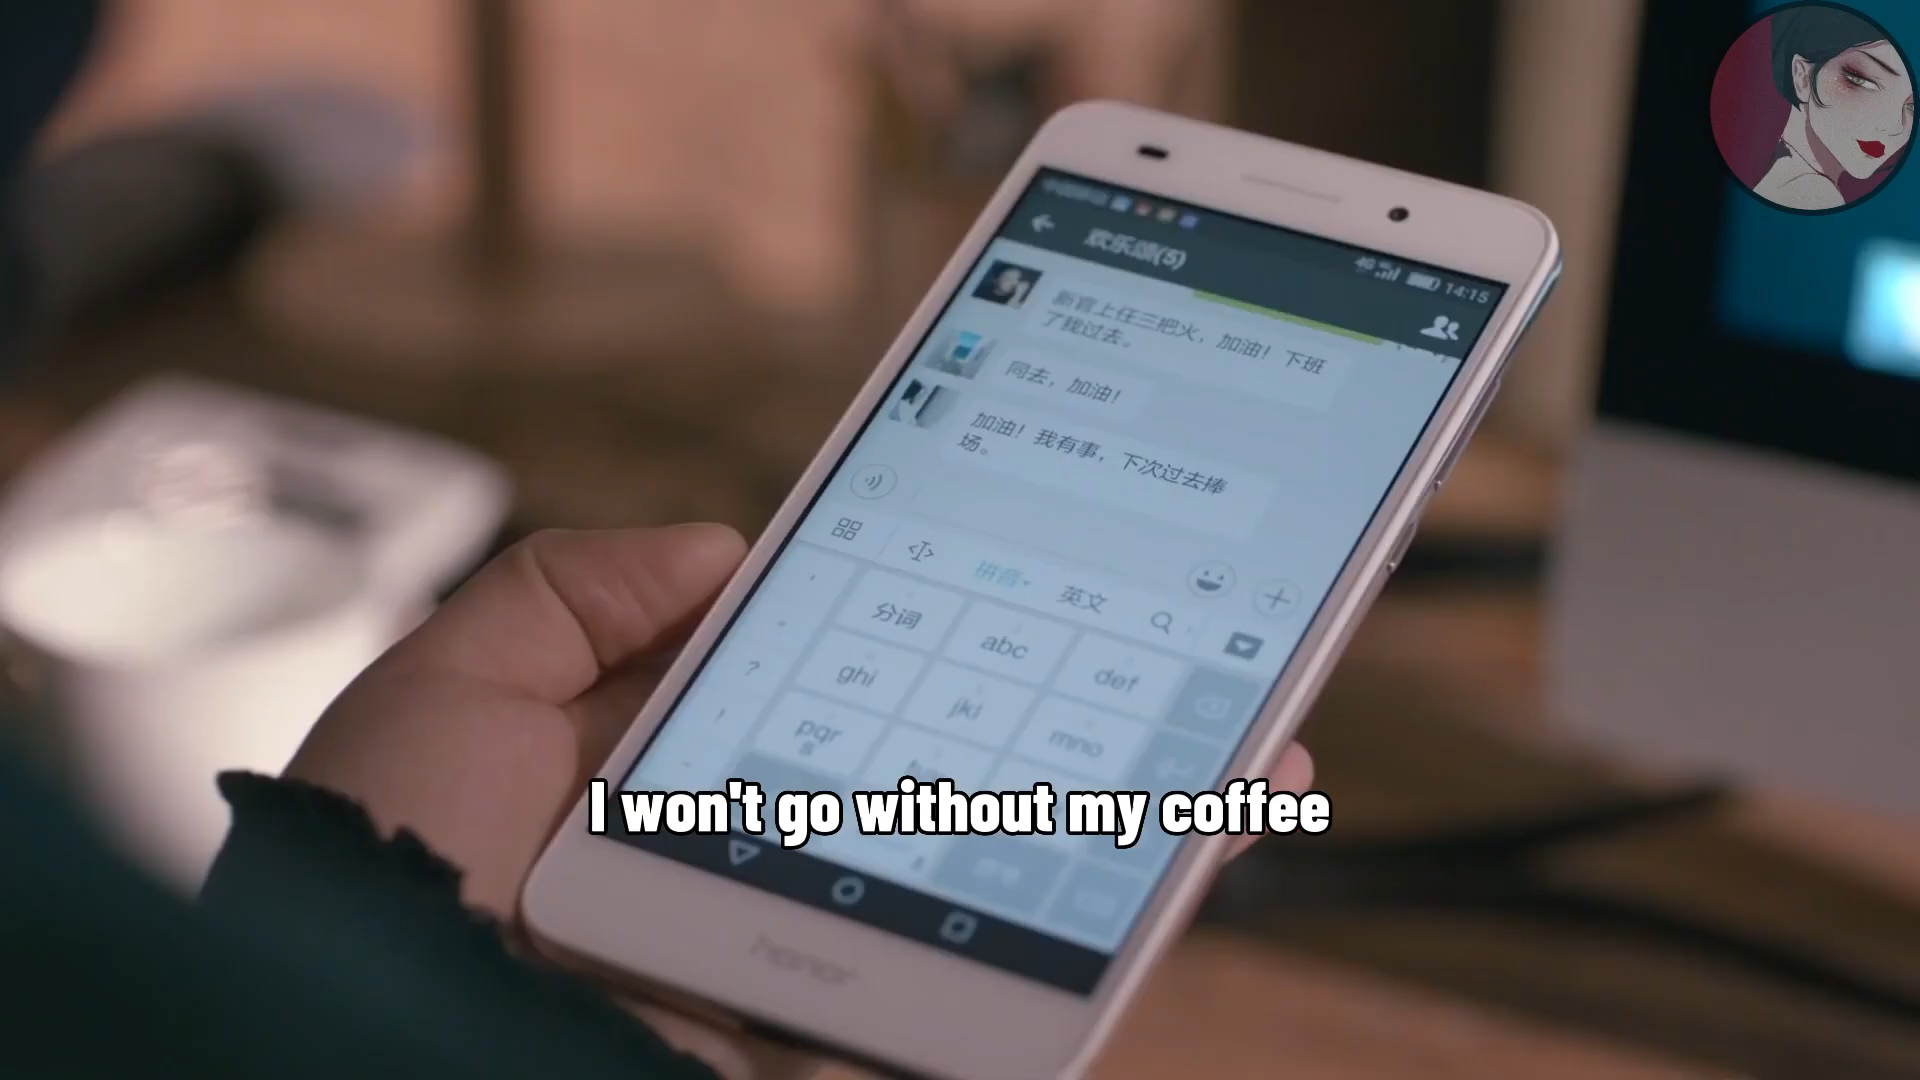 欢乐颂(5)
4G
14:15
新官上任三把火，加油！下班
了我过去。
同去，加油！
加油！我有事，下次过去捧
场。
拼音
英文
分词
abc
def
?
ghi
jkl
mno
!
pqr
I won't go without my coffee
honor